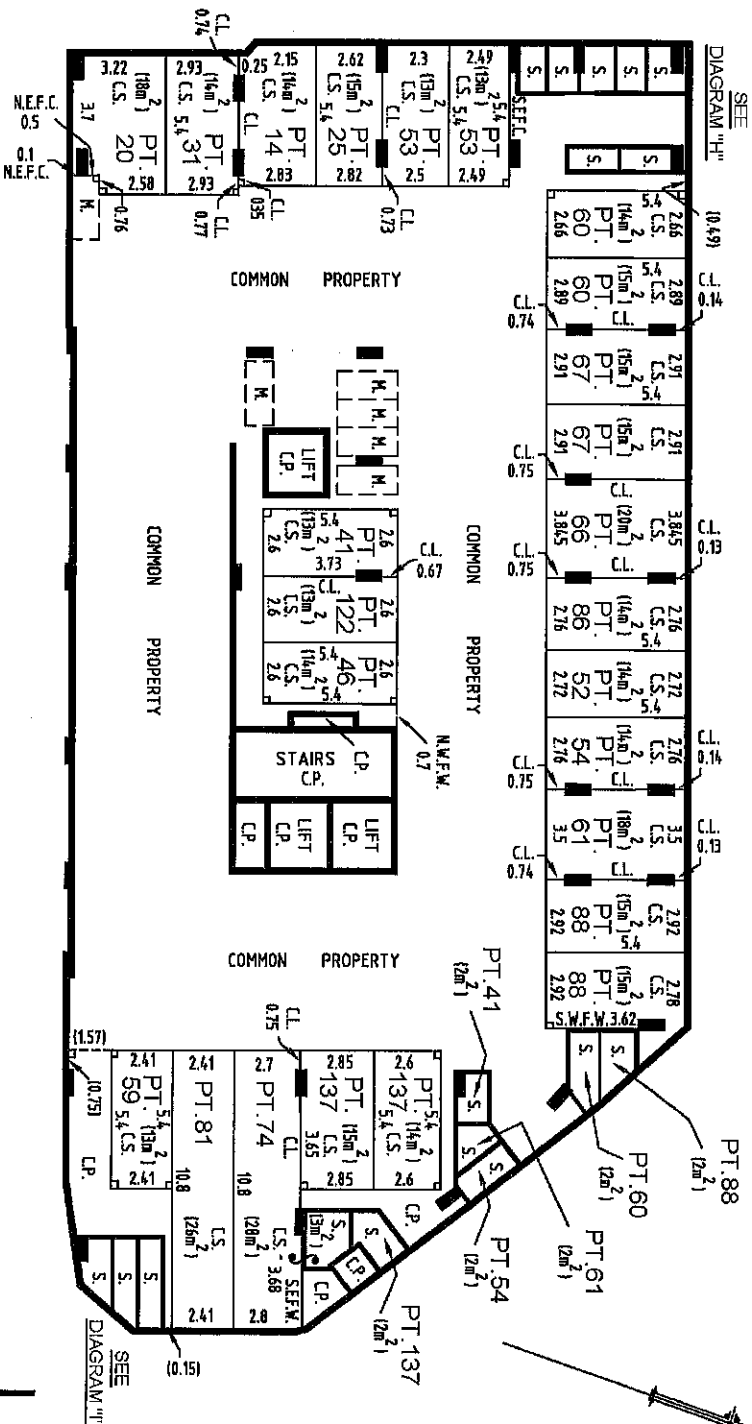 SEE
DIAGRAM "H"
S.
S.
S.
S.
S.
S.
S.
(0.49)
C.L.
0.74
0.25
3.22
(18m²)
C.S.
PT.
20
3.7
2.58
2.93
(14m²)
C.S.
PT.
31
5.4
2.93
2.15
(14m²)
C.S.
PT.
14
2.83
C.L.
2.62
(15m²)
C.S.
5.4
PT.
25
2.82
2.3
(13m²)
C.S.
PT.
53
2.5
C.L.
2.49
(13m²)
C.S.
5.4
PT.
53
5.4
2.49
S.E.F.C.
N.E.F.C.
0.5
0.1
N.E.F.C.
M.
0.76
C.L.
0.77
035
C.L.
C.L.
0.73
5.4
2.66
C.S.
(14m²)
PT.
60
2.66
5.4
2.89
C.S.
(15m²)
PT.
60
2.89
C.L.
0.14
C.L.
C.L.
0.74
2.91
C.S.
(15m²)
5.4
PT.
67
2.91
2.91
C.S.
(15m²)
PT.
67
2.91
C.L.
C.L.
0.75
3.845
C.S.
(20m²)
PT.
66
3.845
C.L.
0.13
C.L.
C.L.
0.75
2.76
C.S.
(14m²)
5.4
PT.
86
2.76
2.72
C.S.
(14m²)
5.4
PT.
52
2.72
2.76
C.S.
(14m²)
PT.
54
2.76
C.L.
0.14
C.L.
C.L.
0.75
3.5
C.S.
(18m²)
PT.
61
3.5
C.L.
0.13
C.L.
C.L.
0.74
2.92
C.S.
(15m²)
5.4
PT.
88
2.92
2.78
C.S.
(15m²)
PT.
88
2.92
S.W.F.W. 3.62
COMMON PROPERTY
M.
M.
M.
M.
M.
LIFT
C.P.
2.6
PT.
41
5.4
(13m²)
C.S.
2.6
3.73
C.L.
0.67
2.6
PT.
122
C.L.
(13m²)
C.S.
2.6
2.6
PT.
46
5.4
(14m²)
C.S.
2.6
5.4
N.W.F.W.
0.7
C.P.
STAIRS
C.P.
LIFT
C.P.
LIFT
C.P.
C.P.
COMMON PROPERTY
COMMON PROPERTY
COMMON PROPERTY
S.
S.
PT.88
(2m²)
PT.60
(2m²)
PT.41
(2m²)
S.
S.
S.
PT.61
(2m²)
PT.54
(2m²)
PT.137
(2m²)
(1.57)
(0.75)
C.P.
2.41
PT.
59
5.4
(13m²)
C.S.
2.41
2.41
PT.81
10.8
C.S.
(26m²)
2.41
2.7
PT.74
10.8
C.S.
(28m²)
2.8
C.L.
0.75
C.L.
2.85
PT.
137
(15m²)
C.S.
3.65
2.85
2.6
PT.
137
5.4
(14m²)
C.S.
5.4
2.6
C.P.
S.
S.
(3m²)
C.P.
C.P.
3.68
S.E.F.W.
S.
S.
S.
(0.15)
SEE
DIAGRAM "I